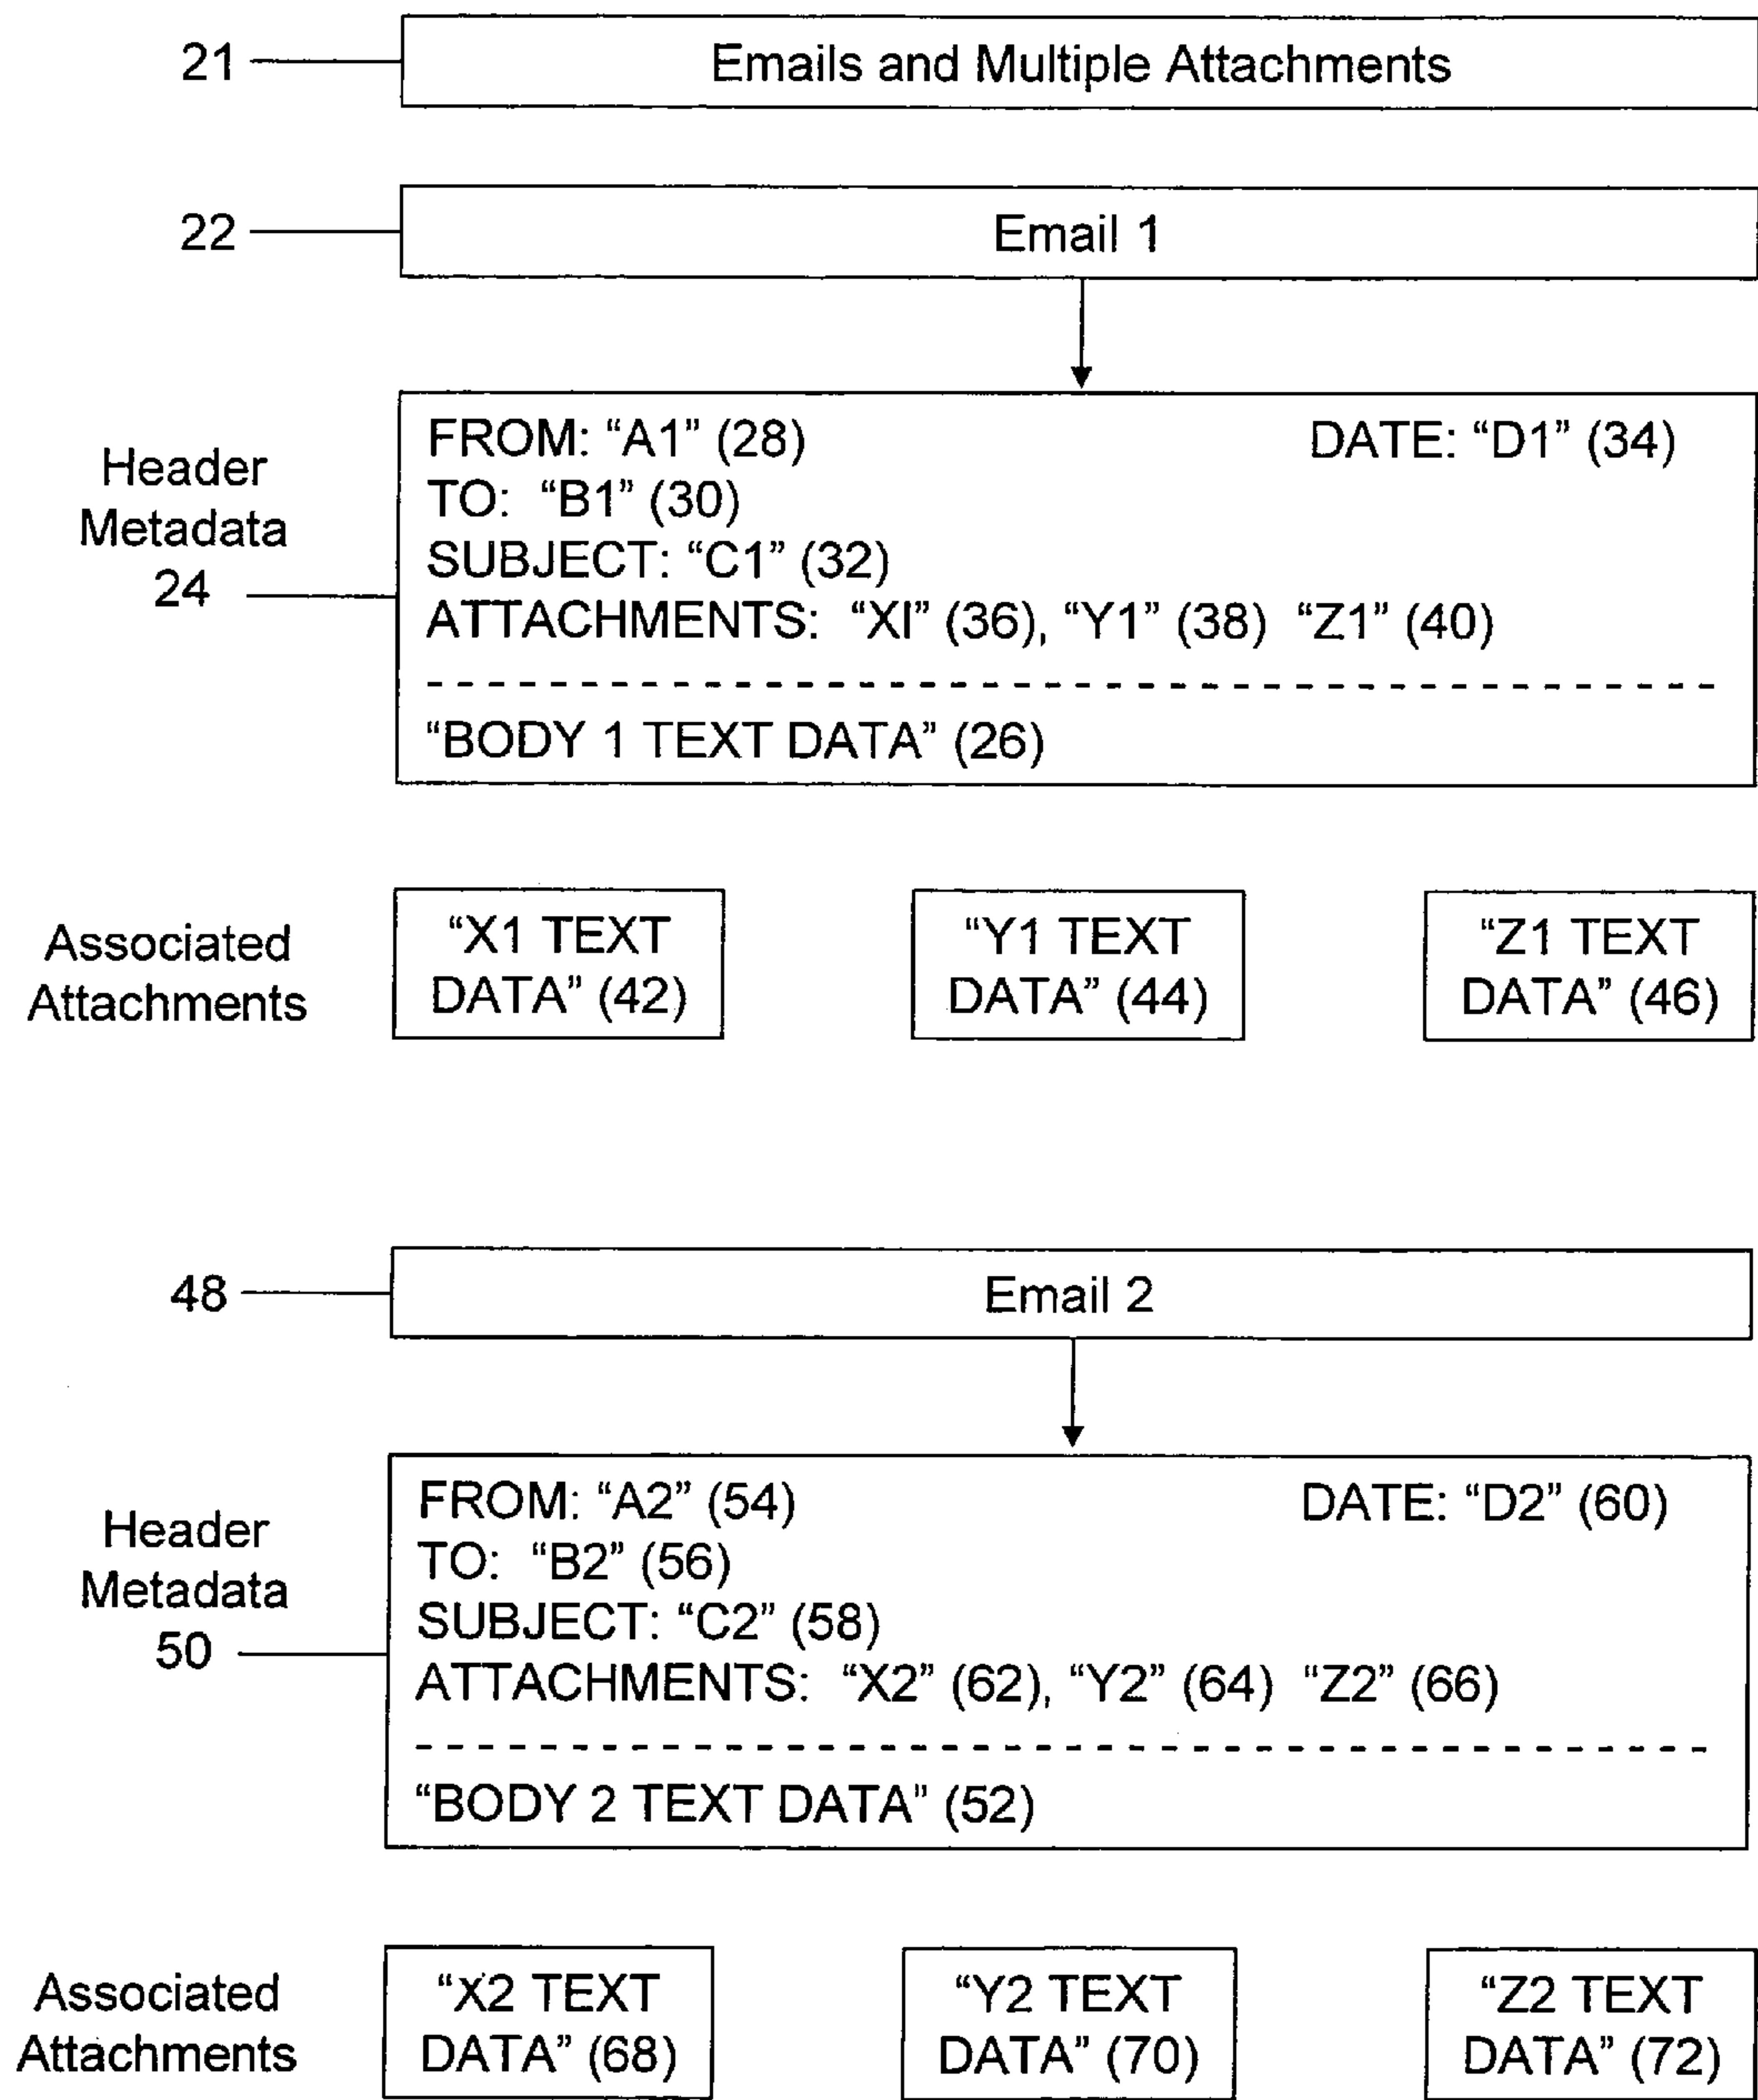 21
Emails and Multiple Attachments
22
Email 1
Header
Metadata
24
FROM: “A1” (28)
DATE: “D1” (34)
TO: “B1” (30)
SUBJECT: “C1” (32)
ATTACHMENTS: “XI” (36), “Y1” (38) “Z1” (40)
“BODY 1 TEXT DATA” (26)
Associated
Attachments
“X1 TEXT
DATA” (42)
“Y1 TEXT
DATA” (44)
“Z1 TEXT
DATA” (46)
48
Email 2
Header
Metadata
50
FROM: “A2” (54)
DATE: “D2” (60)
TO: “B2” (56)
SUBJECT: “C2” (58)
ATTACHMENTS: “X2” (62), “Y2” (64) “Z2” (66)
“BODY 2 TEXT DATA” (52)
Associated
Attachments
“X2 TEXT
DATA” (68)
“Y2 TEXT
DATA” (70)
“Z2 TEXT
DATA” (72)